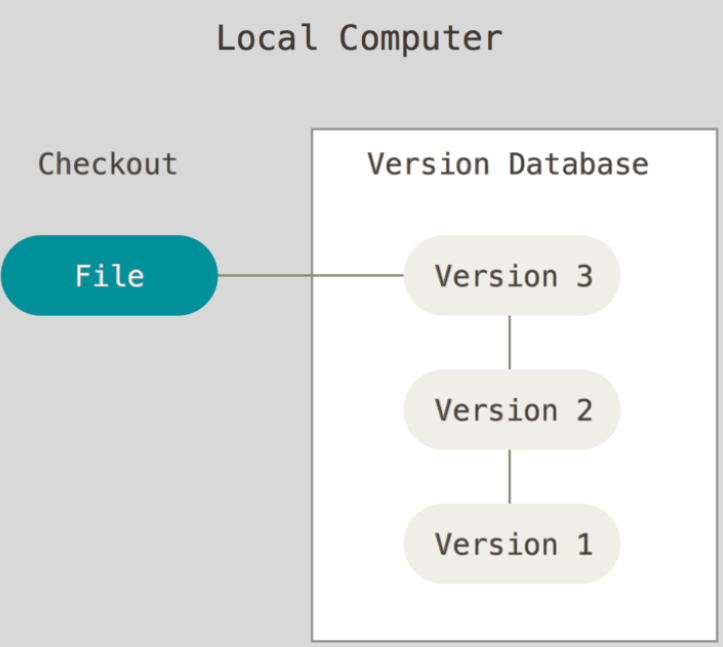 Local Computer
Checkout
Version Database
File
Version 3
Version 2
Version 1